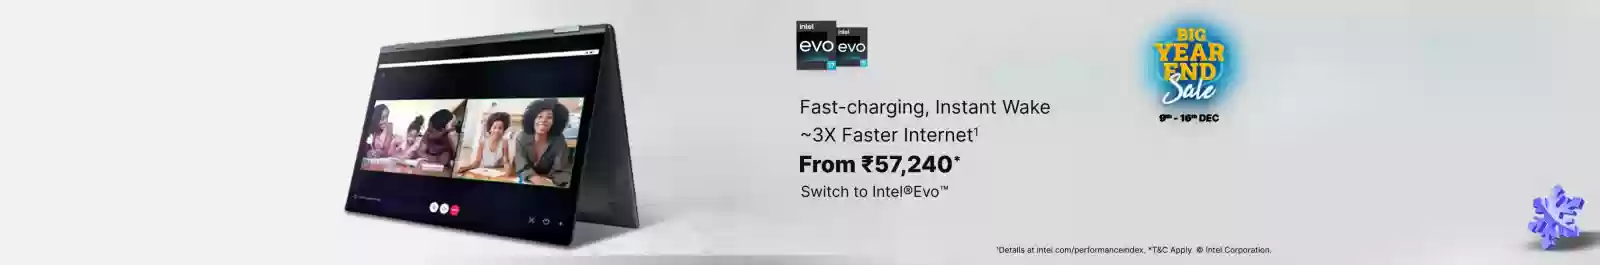 intel
evo
i7
intel
evo
Fast-charging, Instant Wake
~3X Faster Internet¹
From ₹57,240*
Switch to Intel®Evo™
BIG
YEAR
END
Sale
9th - 16th DEC
¹Details at intel.com/performanceindex. *T&C Apply. © Intel Corporation.